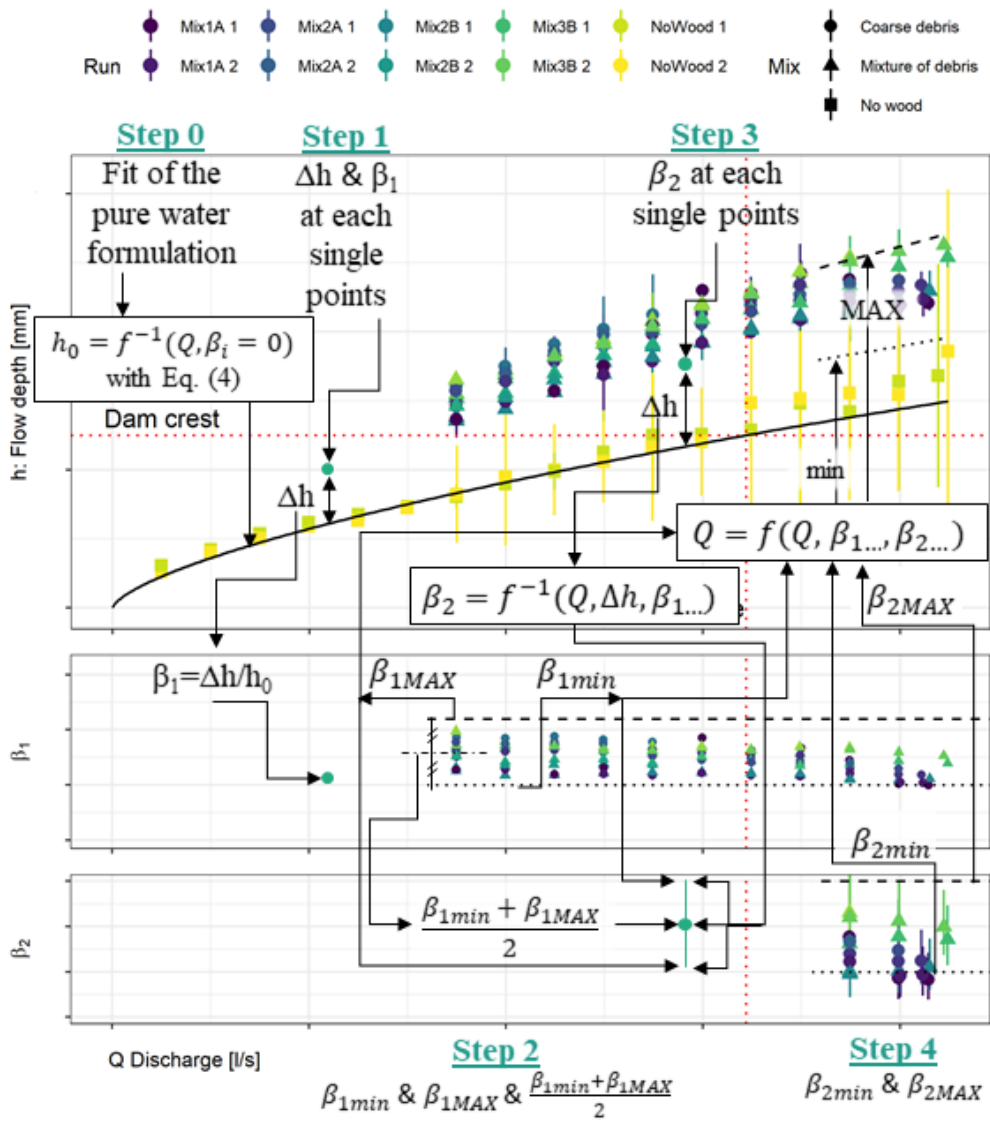 Mix1A 1 Mix2A 1 Mix2B 1 Mix3B 1 NoWood 1 Coarse debris
Run Mix1A 2 Mix2A 2 Mix2B 2 Mix3B 2 NoWood 2 Mix Mixture of debris
No wood
Step 0 Step 1 Step 3
Fit of the
pure water
formulation
Δh & β₁
at each
single
points
β₂ at each
single points
h₀ = f⁻¹(Q, βᵢ = 0)
with Eq. (4)
Dam crest
h: Flow depth [mm]
MAX
Δh
min
Δh
Q = f(Q, β₁…, β₂…)
β₂ = f⁻¹(Q, Δh, β₁…)
e
β₂MAX
β₁=Δh/h₀
β₁MAX
β₁min
β₁
β₂min
(β₁min + β₁MAX)/2
β₂
Q Discharge [l/s]
Step 2
β₁min & β₁MAX & (β₁min+β₁MAX)/2
Step 4
β₂min & β₂MAX